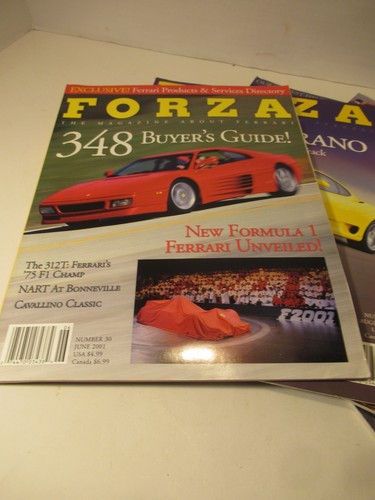 EXCLUSIVE! Ferrari Products & Services Directory
FORZA
THE MAGAZINE ABOUT FERRARI
348 BUYER'S GUIDE!
NEW FORMULA 1
FERRARI UNVEILED!
THE 312T: FERRARI'S
'75 F1 CHAMP
NART AT BONNEVILLE
CAVALLINO CLASSIC
F2001
NUMBER 30
JUNE 2001
USA $4.99
Canada $6.99
ZA
RANO
ack